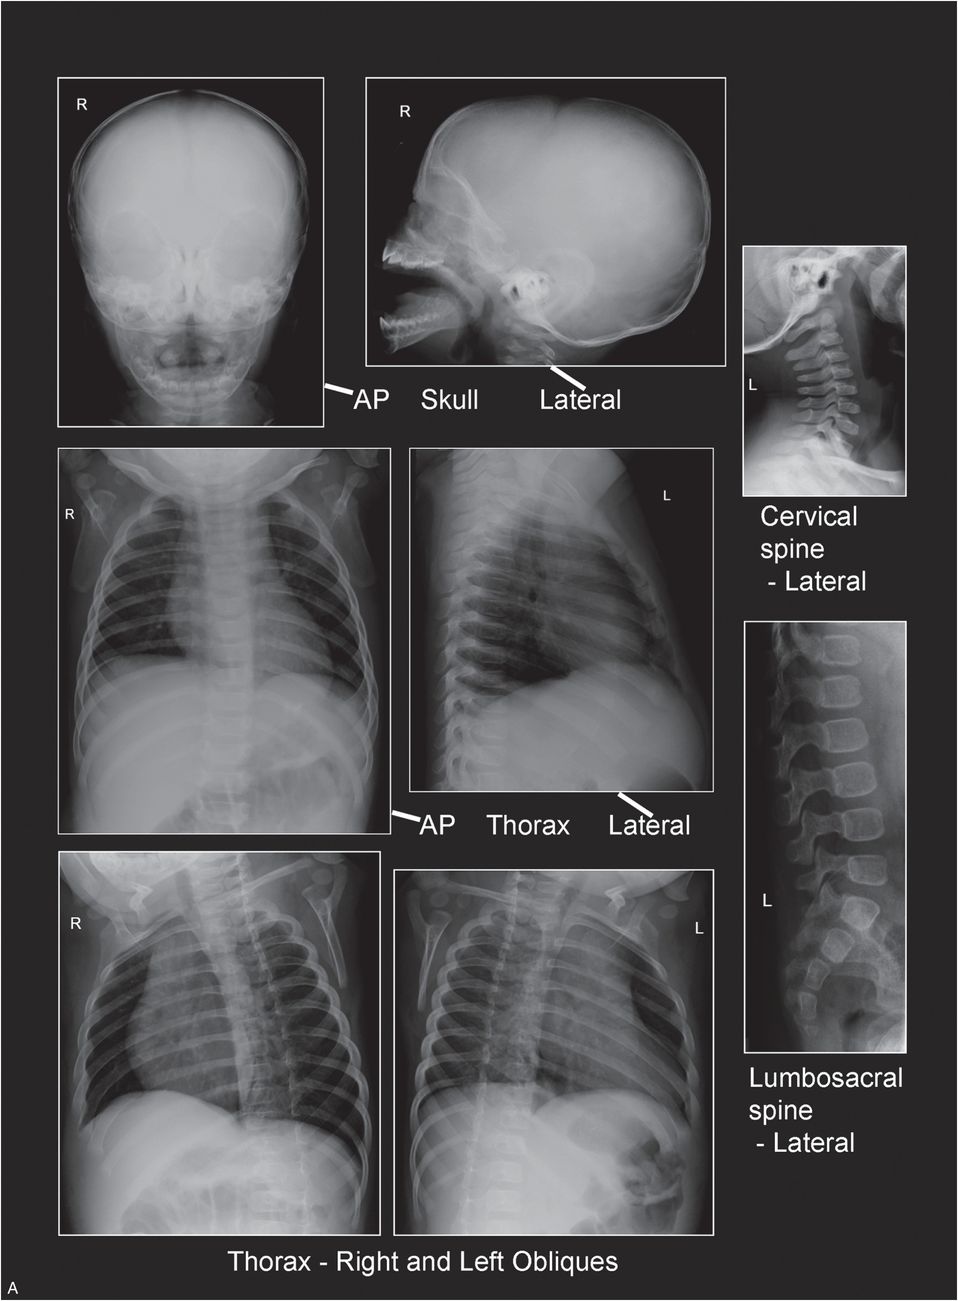 R
R
AP Skull Lateral
L
Cervical
spine
- Lateral
R
L
AP Thorax Lateral
R
L
L
Lumbosacral
spine
- Lateral
Thorax - Right and Left Obliques
A